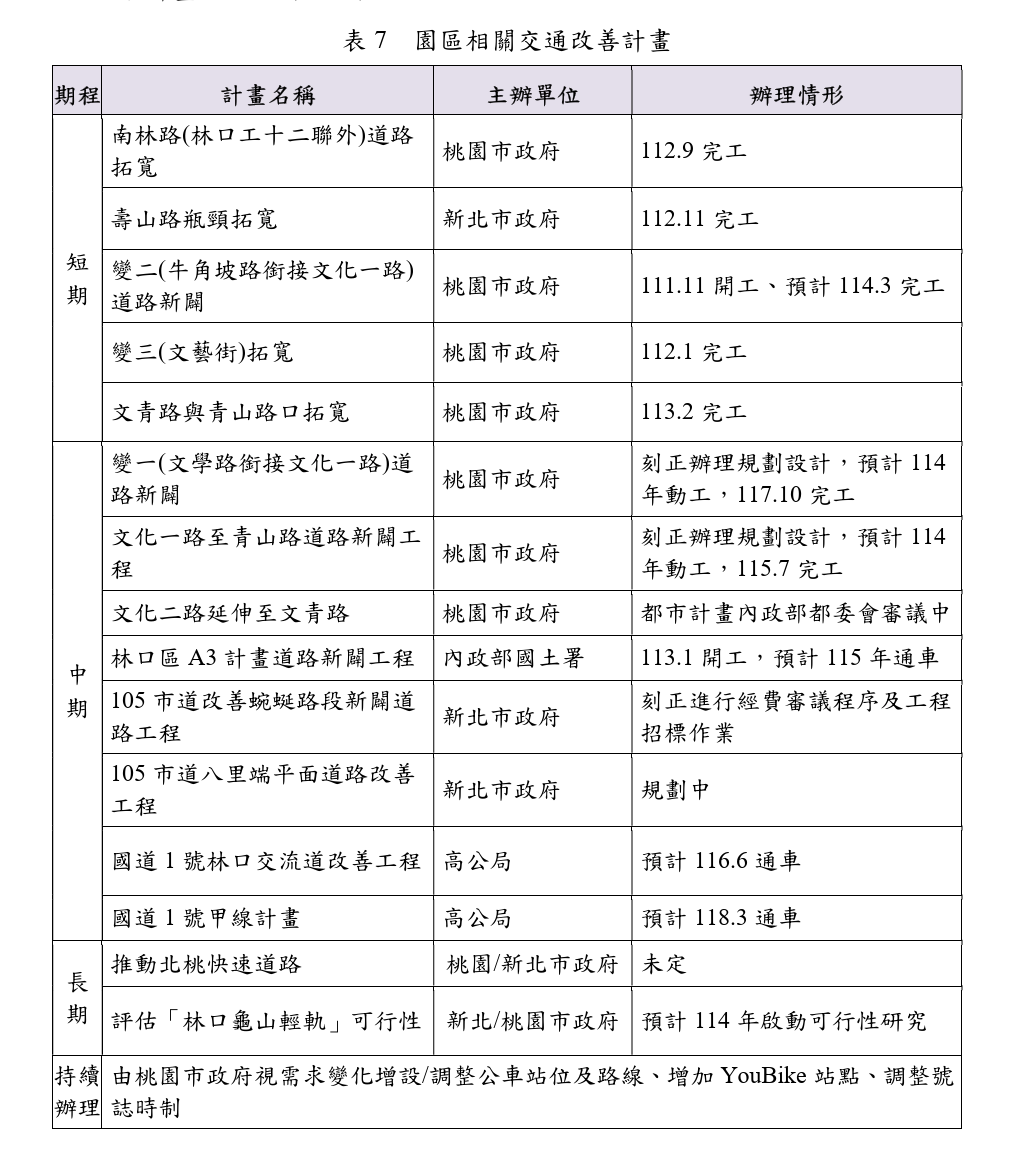 表 7 園區相關交通改善計畫
期程 計畫名稱 主辦單位 辦理情形
短期
南林路(林口工十二聯外)道路
拓寬
桃園市政府
112.9 完工
壽山路瓶頸拓寬
新北市政府
112.11 完工
變二(牛角坡路銜接文化一路)
道路新闢
桃園市政府
111.11 開工、預計 114.3 完工
變三(文藝街)拓寬
桃園市政府
112.1 完工
文青路與青山路口拓寬
桃園市政府
113.2 完工
中期
變一(文學路銜接文化一路)道
路新闢
桃園市政府
刻正辦理規劃設計，預計 114
年動工，117.10 完工
文化一路至青山路道路新闢工
程
桃園市政府
刻正辦理規劃設計，預計 114
年動工，115.7 完工
文化二路延伸至文青路
桃園市政府
都市計畫內政部都委會審議中
林口區 A3 計畫道路新闢工程
內政部國土署
113.1 開工，預計 115 年通車
105 市道改善蜿蜒路段新闢道
路工程
新北市政府
刻正進行經費審議程序及工程
招標作業
105 市道八里端平面道路改善
工程
新北市政府
規劃中
國道 1 號林口交流道改善工程
高公局
預計 116.6 通車
國道 1 號甲線計畫
高公局
預計 118.3 通車
長期
推動北桃快速道路
桃園/新北市政府
未定
評估「林口龜山輕軌」可行性
新北/桃園市政府
預計 114 年啟動可行性研究
持續
辦理
由桃園市政府視需求變化增設/調整公車站位及路線、增加 YouBike 站點、調整號
誌時制